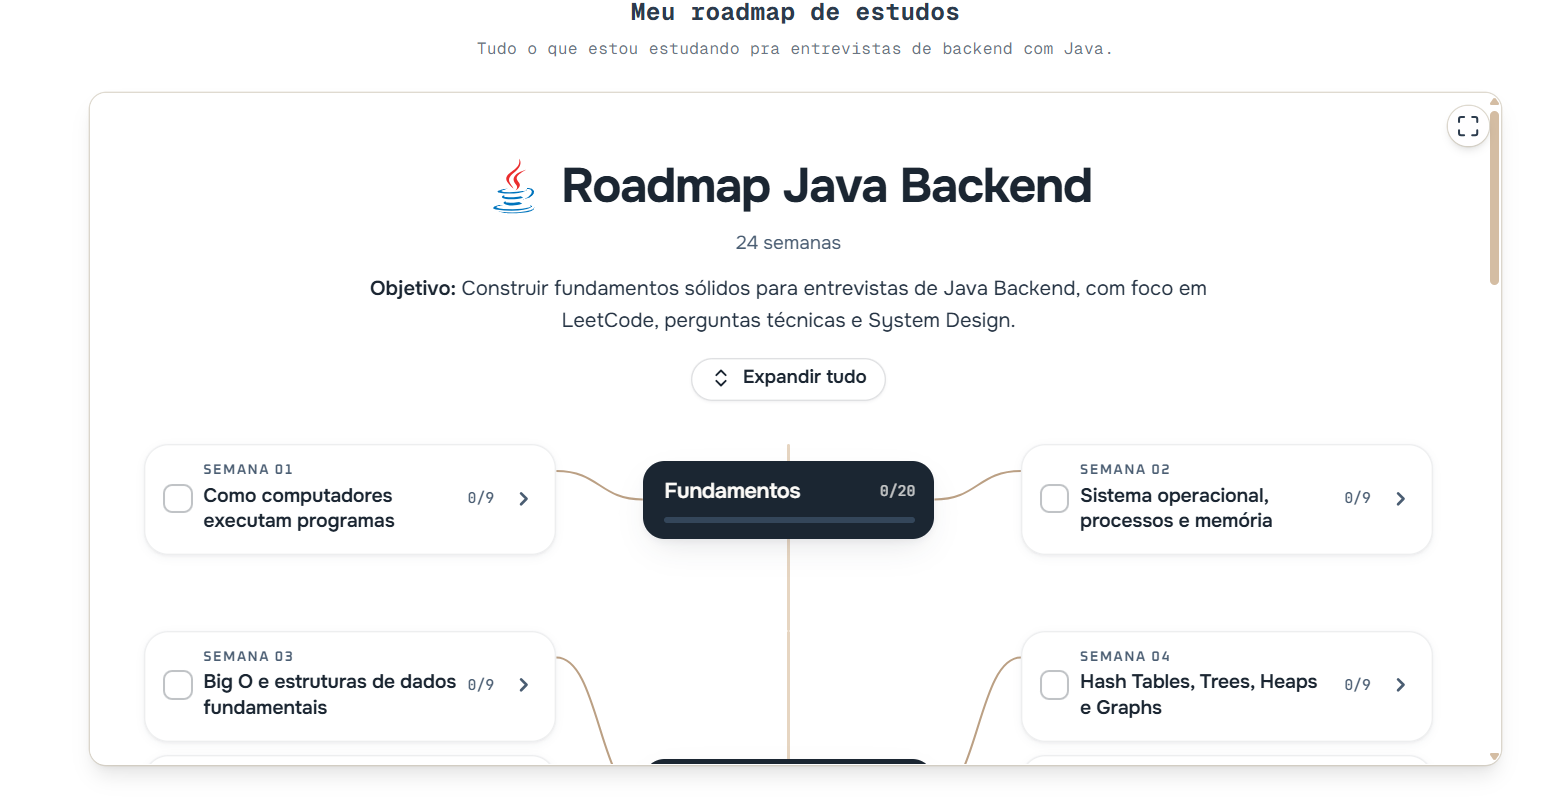 Meu roadmap de estudos
Tudo o que estou estudando pra entrevistas de backend com Java.
Roadmap Java Backend
24 semanas
Objetivo: Construir fundamentos sólidos para entrevistas de Java Backend, com foco em
LeetCode, perguntas técnicas e System Design.
Expandir tudo
SEMANA 01
Como computadores
executam programas
0/9
Fundamentos
0/20
SEMANA 02
Sistema operacional,
processos e memória
0/9
SEMANA 03
Big O e estruturas de dados
fundamentais
0/9
SEMANA 04
Hash Tables, Trees, Heaps
e Graphs
0/9